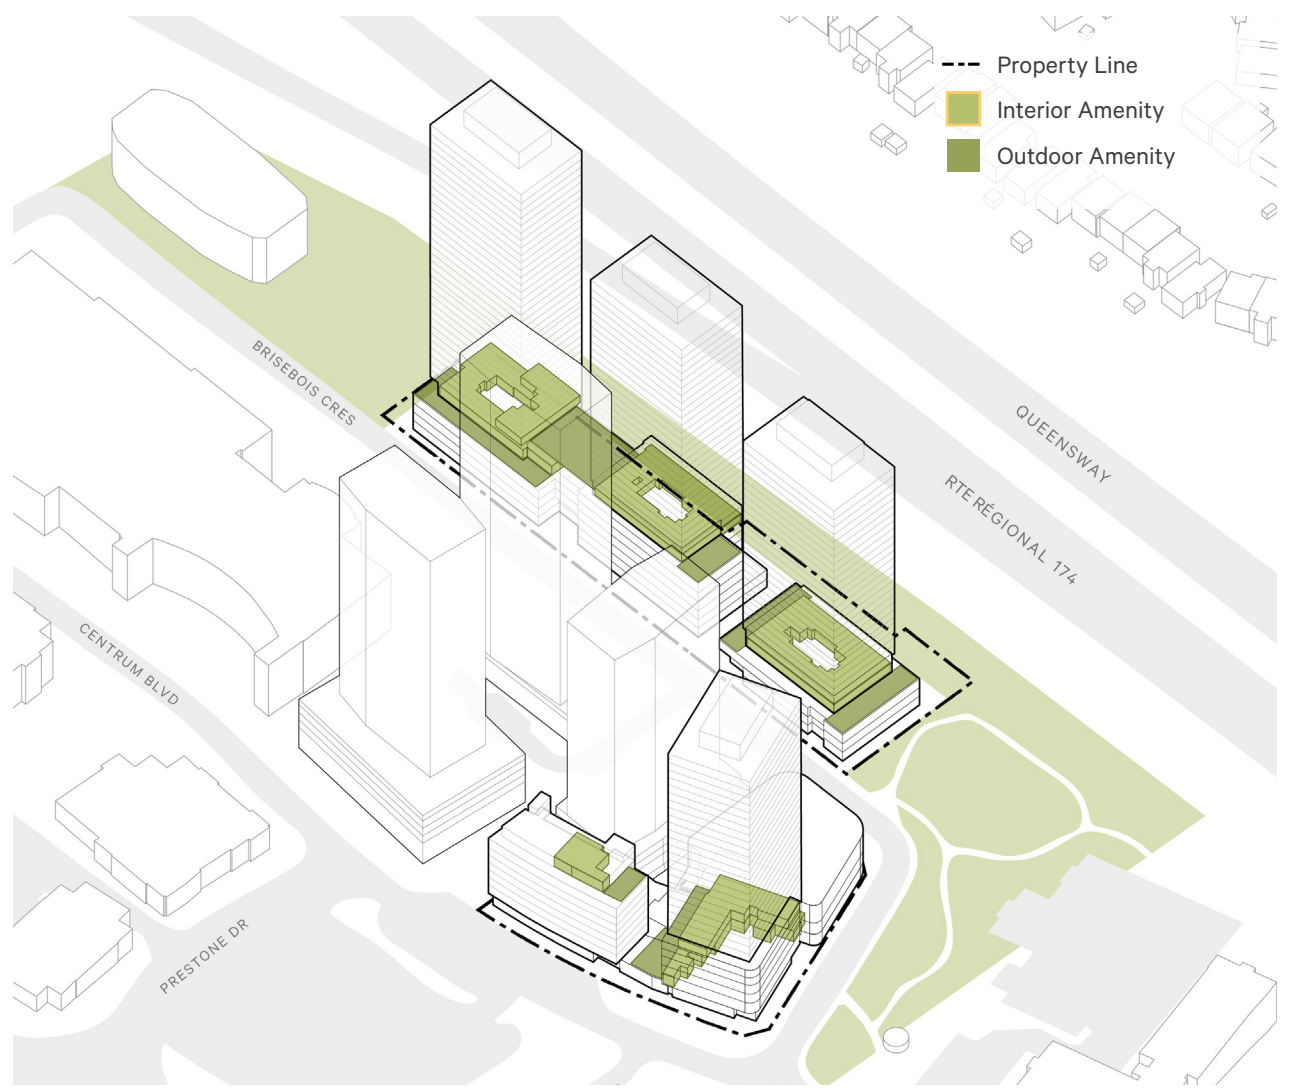 Property Line
Interior Amenity
Outdoor Amenity
BRISEBOIS CRES
QUEENSWAY
RTE RÉGIONAL 174
CENTRUM BLVD
PRESTONE DR